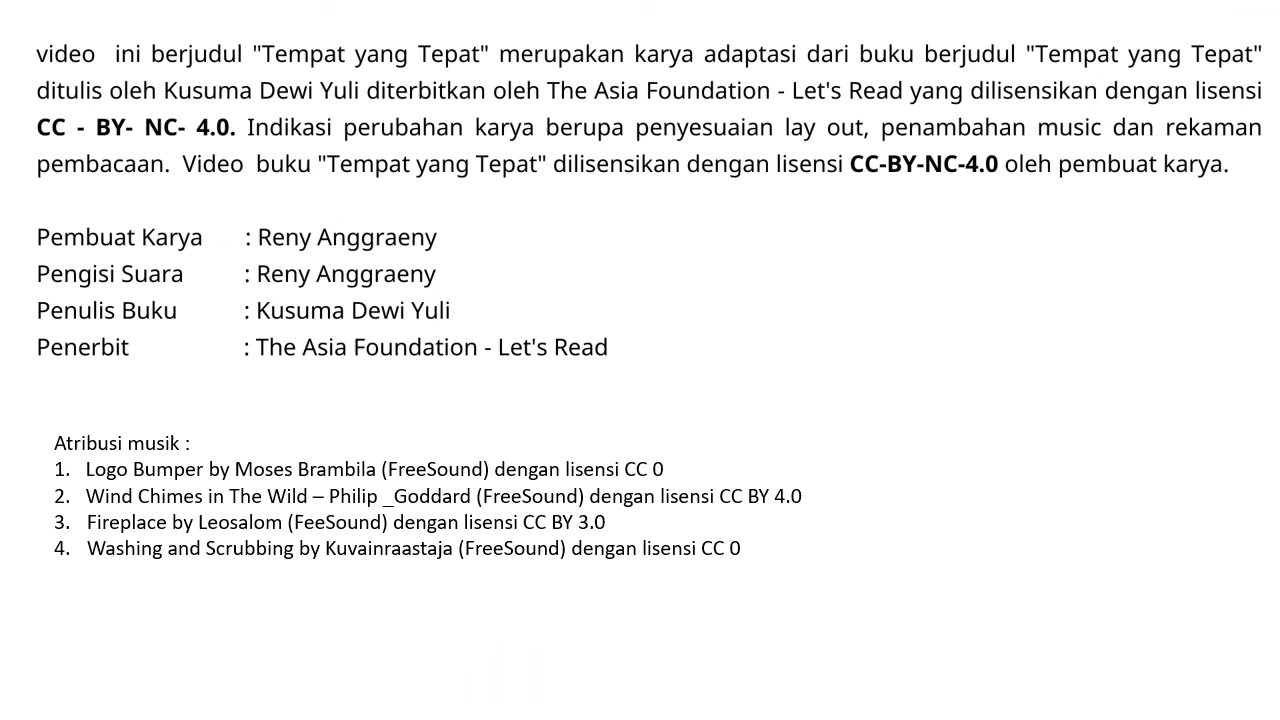 video ini berjudul "Tempat yang Tepat" merupakan karya adaptasi dari buku berjudul "Tempat yang Tepat"
ditulis oleh Kusuma Dewi Yuli diterbitkan oleh The Asia Foundation - Let's Read yang dilisensikan dengan lisensi
CC - BY- NC- 4.0. Indikasi perubahan karya berupa penyesuaian lay out, penambahan music dan rekaman
pembacaan. Video buku "Tempat yang Tepat" dilisensikan dengan lisensi CC-BY-NC-4.0 oleh pembuat karya.
Pembuat Karya : Reny Anggraeny
Pengisi Suara : Reny Anggraeny
Penulis Buku : Kusuma Dewi Yuli
Penerbit : The Asia Foundation - Let's Read
Atribusi musik :
1. Logo Bumper by Moses Brambila (FreeSound) dengan lisensi CC 0
2. Wind Chimes in The Wild – Philip _Goddard (FreeSound) dengan lisensi CC BY 4.0
3. Fireplace by Leosalom (FeeSound) dengan lisensi CC BY 3.0
4. Washing and Scrubbing by Kuvainraastaja (FreeSound) dengan lisensi CC 0